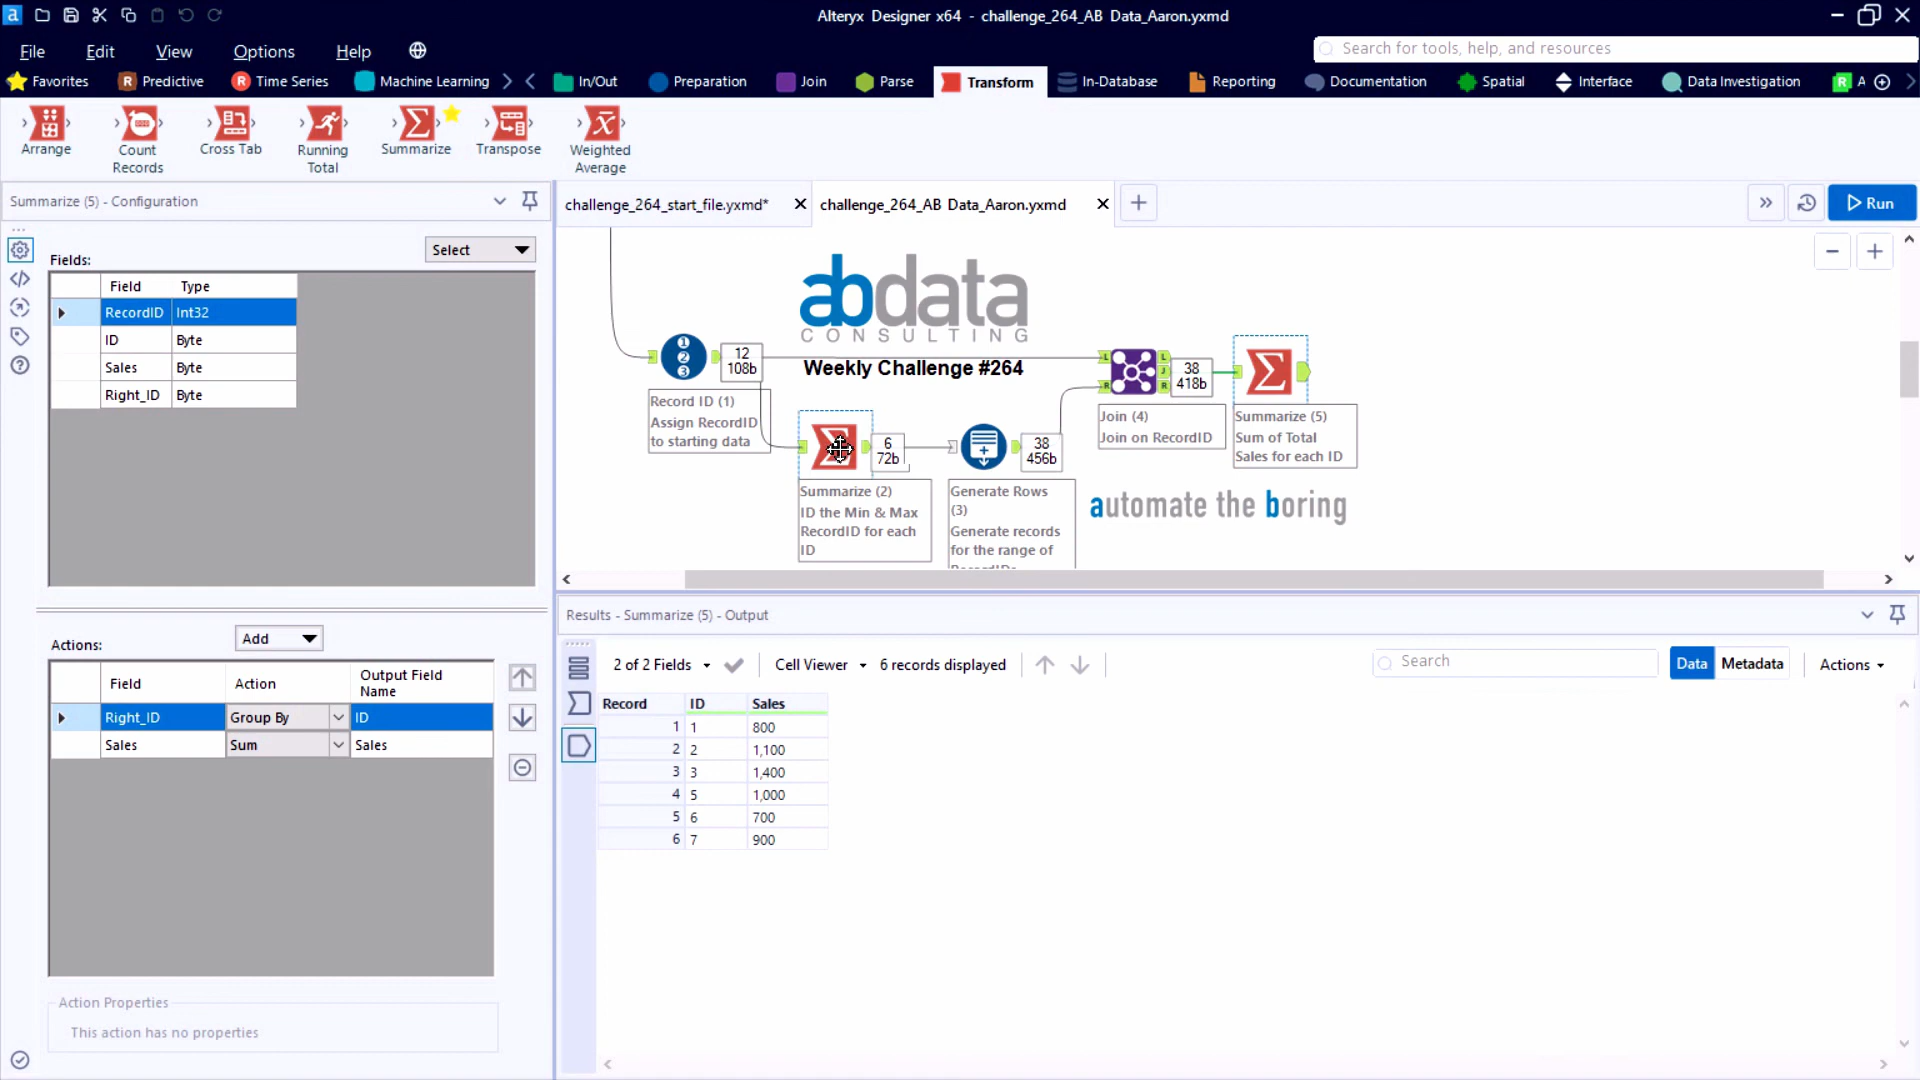 Alteryx Designer x64 - challenge_264_AB Data_Aaron.yxmd
File Edit View Options Help
Search for tools, help, and resources
Favorites Predictive Time Series Machine Learning In/Out Preparation Join Parse Transform In-Database Reporting Documentation Spatial Interface Data Investigation A
Arrange
Count Records
Cross Tab
Running Total
Summarize
Transpose
Weighted Average
Summarize (5) - Configuration
Fields:
Select
Field Type
RecordID Int32
ID Byte
Sales Byte
Right_ID Byte
Actions:
Add
Field Action Output Field Name
Right_ID Group By ID
Sales Sum Sales
Action Properties
This action has no properties
challenge_264_start_file.yxmd*
challenge_264_AB Data_Aaron.yxmd
Run
abdata
CONSULTING
Weekly Challenge #264
1
2
3
12
108b
Record ID (1)
Assign RecordID
to starting data
6
72b
Summarize (2)
ID the Min & Max
RecordID for each
ID
38
456b
Generate Rows
(3)
Generate records
for the range of
L
R
L
J
R
38
418b
Join (4)
Join on RecordID
Summarize (5)
Sum of Total
Sales for each ID
automate the boring
Results - Summarize (5) - Output
2 of 2 Fields Cell Viewer 6 records displayed
Search
Data Metadata Actions
Record ID Sales
1 1 800
2 2 1,100
3 3 1,400
4 5 1,000
5 6 700
6 7 900